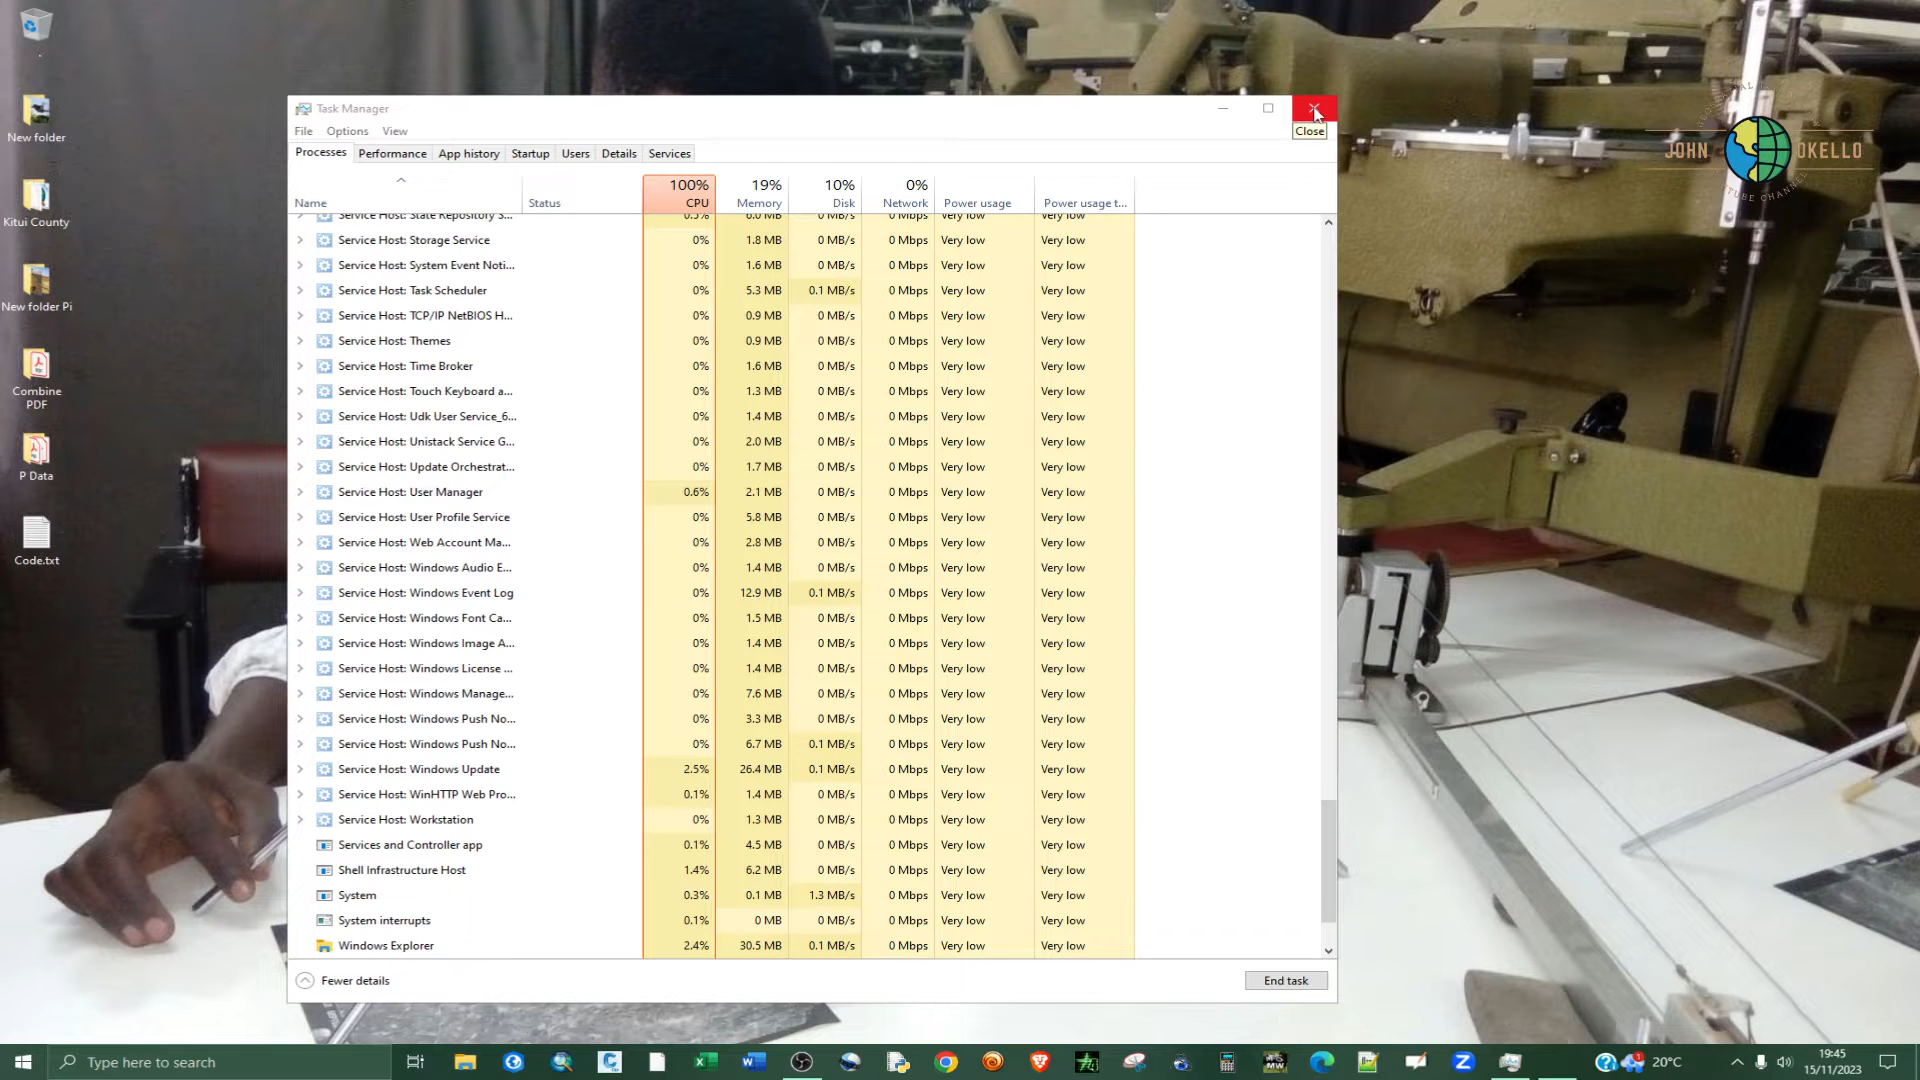 Task Manager
Close
File Options View
Processes Performance App history Startup Users Details Services
100% 19% 10% 0%
Name Status CPU Memory Disk Network Power usage Power usage t...
Service Host: State Repository S... 0.5% 6.0 MB 0 MB/s 0 Mbps Very low Very low
Service Host: Storage Service 0% 1.8 MB 0 MB/s 0 Mbps Very low Very low
Service Host: System Event Noti... 0% 1.6 MB 0 MB/s 0 Mbps Very low Very low
Service Host: Task Scheduler 0% 5.3 MB 0.1 MB/s 0 Mbps Very low Very low
Service Host: TCP/IP NetBIOS H... 0% 0.9 MB 0 MB/s 0 Mbps Very low Very low
Service Host: Themes 0% 0.9 MB 0 MB/s 0 Mbps Very low Very low
Service Host: Time Broker 0% 1.6 MB 0 MB/s 0 Mbps Very low Very low
Service Host: Touch Keyboard a... 0% 1.3 MB 0 MB/s 0 Mbps Very low Very low
Service Host: Udk User Service_6... 0% 1.4 MB 0 MB/s 0 Mbps Very low Very low
Service Host: Unistack Service G... 0% 2.0 MB 0 MB/s 0 Mbps Very low Very low
Service Host: Update Orchestrat... 0% 1.7 MB 0 MB/s 0 Mbps Very low Very low
Service Host: User Manager 0.6% 2.1 MB 0 MB/s 0 Mbps Very low Very low
Service Host: User Profile Service 0% 5.8 MB 0 MB/s 0 Mbps Very low Very low
Service Host: Web Account Ma... 0% 2.8 MB 0 MB/s 0 Mbps Very low Very low
Service Host: Windows Audio E... 0% 1.4 MB 0 MB/s 0 Mbps Very low Very low
Service Host: Windows Event Log 0% 12.9 MB 0.1 MB/s 0 Mbps Very low Very low
Service Host: Windows Font Ca... 0% 1.5 MB 0 MB/s 0 Mbps Very low Very low
Service Host: Windows Image A... 0% 1.4 MB 0 MB/s 0 Mbps Very low Very low
Service Host: Windows License ... 0% 1.4 MB 0 MB/s 0 Mbps Very low Very low
Service Host: Windows Manage... 0% 7.6 MB 0 MB/s 0 Mbps Very low Very low
Service Host: Windows Push No... 0% 3.3 MB 0 MB/s 0 Mbps Very low Very low
Service Host: Windows Push No... 0% 6.7 MB 0.1 MB/s 0 Mbps Very low Very low
Service Host: Windows Update 2.5% 26.4 MB 0.1 MB/s 0 Mbps Very low Very low
Service Host: WinHTTP Web Pro... 0.1% 1.4 MB 0 MB/s 0 Mbps Very low Very low
Service Host: Workstation 0% 1.3 MB 0 MB/s 0 Mbps Very low Very low
Services and Controller app 0.1% 4.5 MB 0 MB/s 0 Mbps Very low Very low
Shell Infrastructure Host 1.4% 6.2 MB 0 MB/s 0 Mbps Very low Very low
System 0.3% 0.1 MB 1.3 MB/s 0 Mbps Very low Very low
System interrupts 0.1% 0 MB 0 MB/s 0 Mbps Very low Very low
Windows Explorer 2.4% 30.5 MB 0.1 MB/s 0 Mbps Very low Very low
Fewer details End task
New folder
Kitui County
New folder Pi
Combine
PDF
P Data
Code.txt
JOHN OKELLO
TUBE CHANNEL
Type here to search
20°C
19:45
15/11/2023